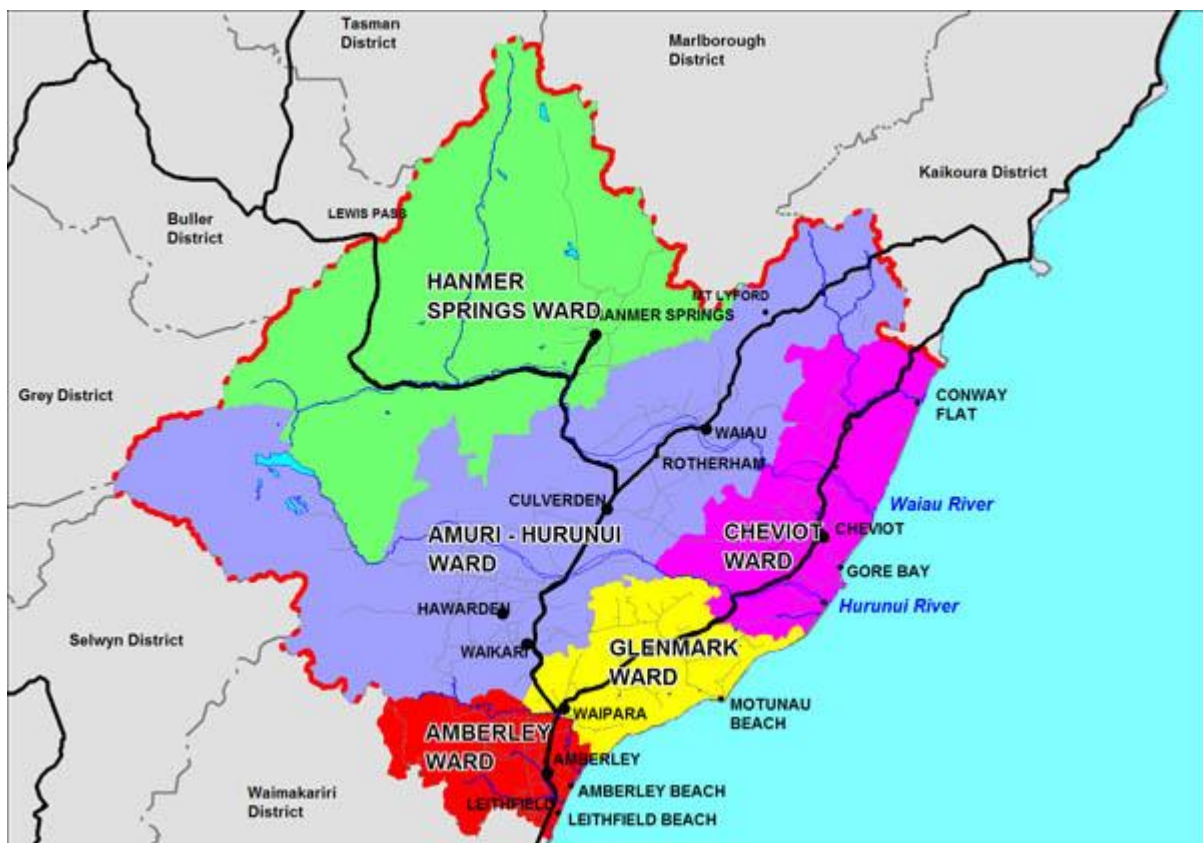 Tasman
District
Marlborough
District
Kaikoura District
Buller
District
LEWIS PASS
HANMER
SPRINGS WARD
MT LYFORD
HANMER SPRINGS
Grey District
CONWAY
FLAT
WAIAU
ROTHERHAM
CULVERDEN
Waiau River
AMURI - HURUNUI
WARD
CHEVIOT
WARD
CHEVIOT
GORE BAY
HAWARDEN
Hurunui River
Selwyn District
WAIKARI
GLENMARK
WARD
WAIPARA
MOTUNAU
BEACH
AMBERLEY
WARD
AMBERLEY
Waimakariri
District
AMBERLEY BEACH
LEITHFIELD
LEITHFIELD BEACH